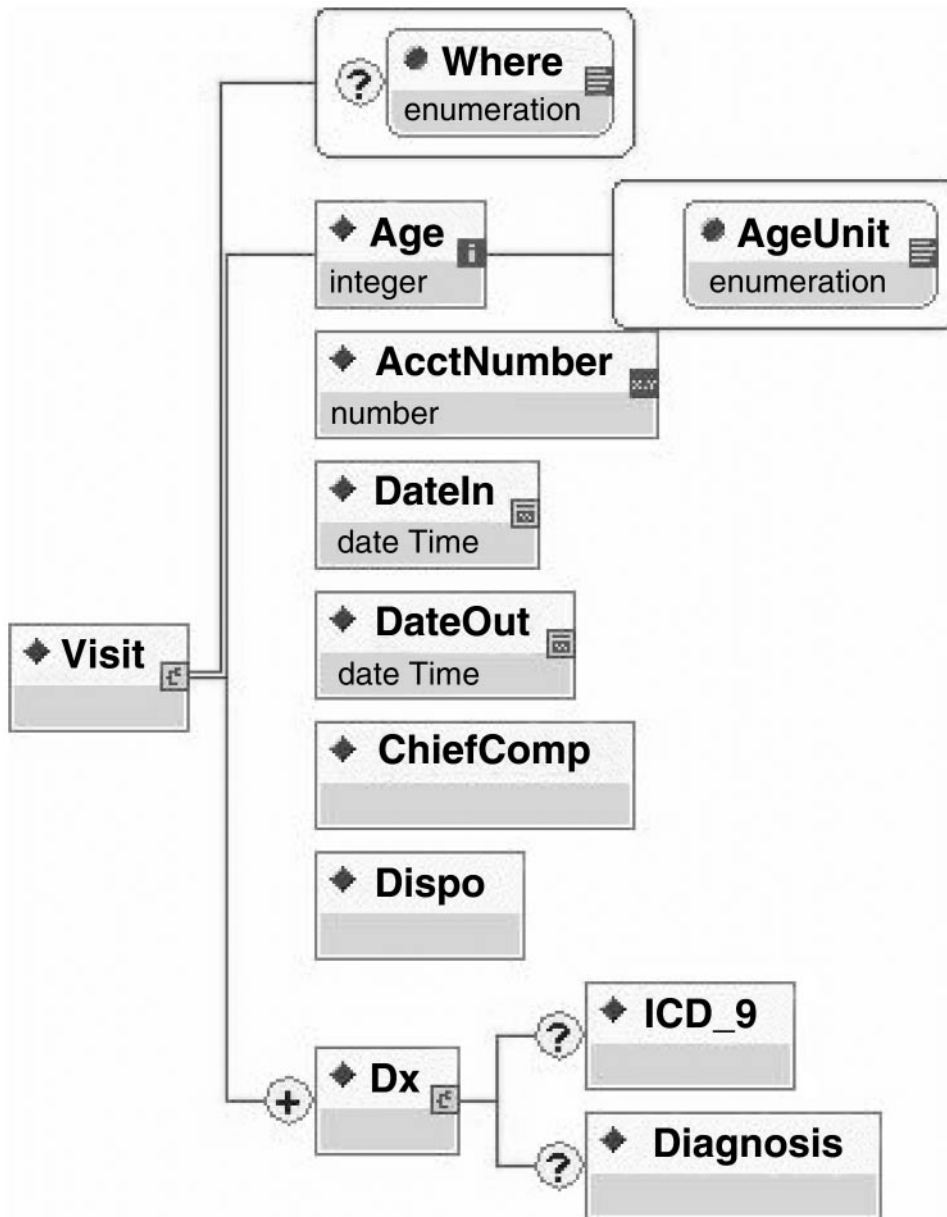 Where
?
enumeration
Age
i
integer
AgeUnit
enumeration
AcctNumber
X.Y
number
DateIn
date Time
DateOut
date Time
Visit
ChiefComp
Dispo
ICD_9
?
Dx
+
Diagnosis
?